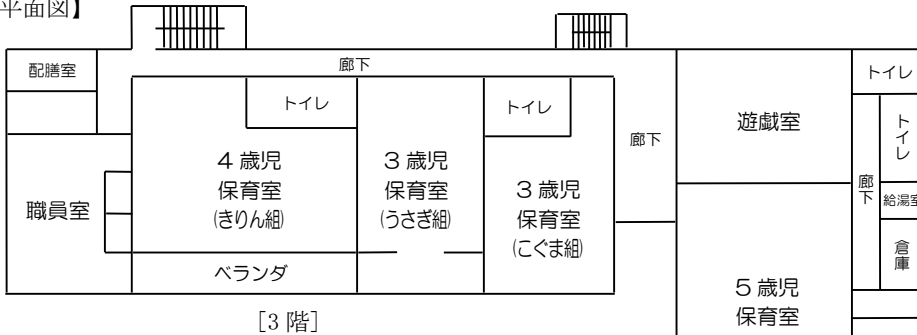 平面図】
配膳室
廊下
トイレ
トイレ
職員室
4歳児
保育室
(きりん組)
3歳児
保育室
(うさぎ組)
3歳児
保育室
(こぐま組)
ベランダ
廊下
遊戯室
5歳児
保育室
トイレ
トイレ
廊下
給湯室
倉庫
[3階]